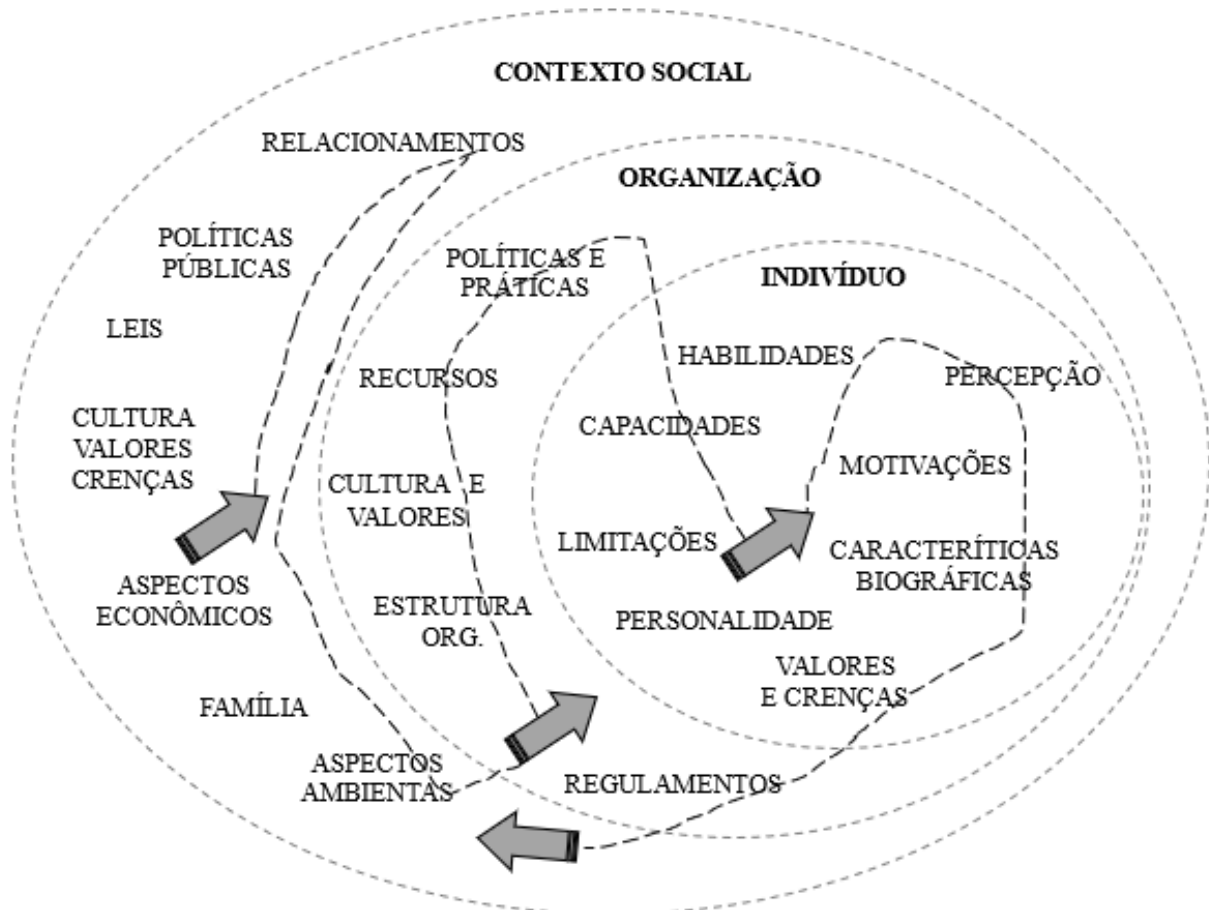 CONTEXTO SOCIAL
RELACIONAMENTOS
POLÍTICAS
PÚBLICAS
LEIS
CULTURA
VALORES
CRENÇAS
ASPECTOS
ECONÔMICOS
FAMÍLIA
ASPECTOS
AMBIENTAS
ORGANIZAÇÃO
POLÍTICAS E
PRÁTICAS
RECURSOS
CULTURA E
VALORES
ESTRUTURA
ORG.
REGULAMENTOS
INDIVÍDUO
HABILIDADES
PERCEPÇÃO
CAPACIDADES
MOTIVAÇÕES
LIMITAÇÕES
CARACTERÍTICAS
BIOGRÁFICAS
PERSONALIDADE
VALORES
E CRENÇAS